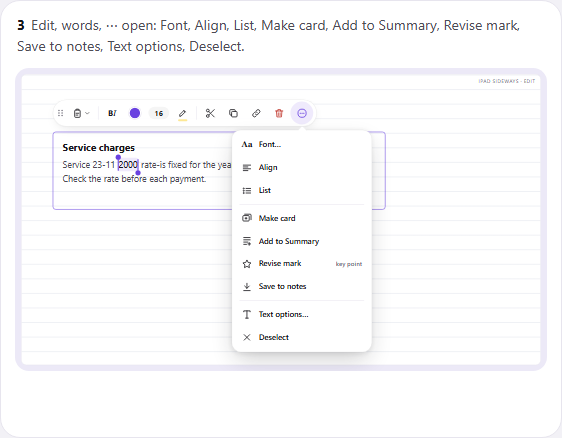 3 Edit, words, ··· open: Font, Align, List, Make card, Add to Summary, Revise mark,
Save to notes, Text options, Deselect.
IPAD SIDEWAYS · EDIT
BI 16
Service charges
Service 23-11 2000 rate-is fixed for the yea
Check the rate before each payment.
Aa Font...
Align
List
Make card
Add to Summary
Revise mark key point
Save to notes
Text options...
Deselect